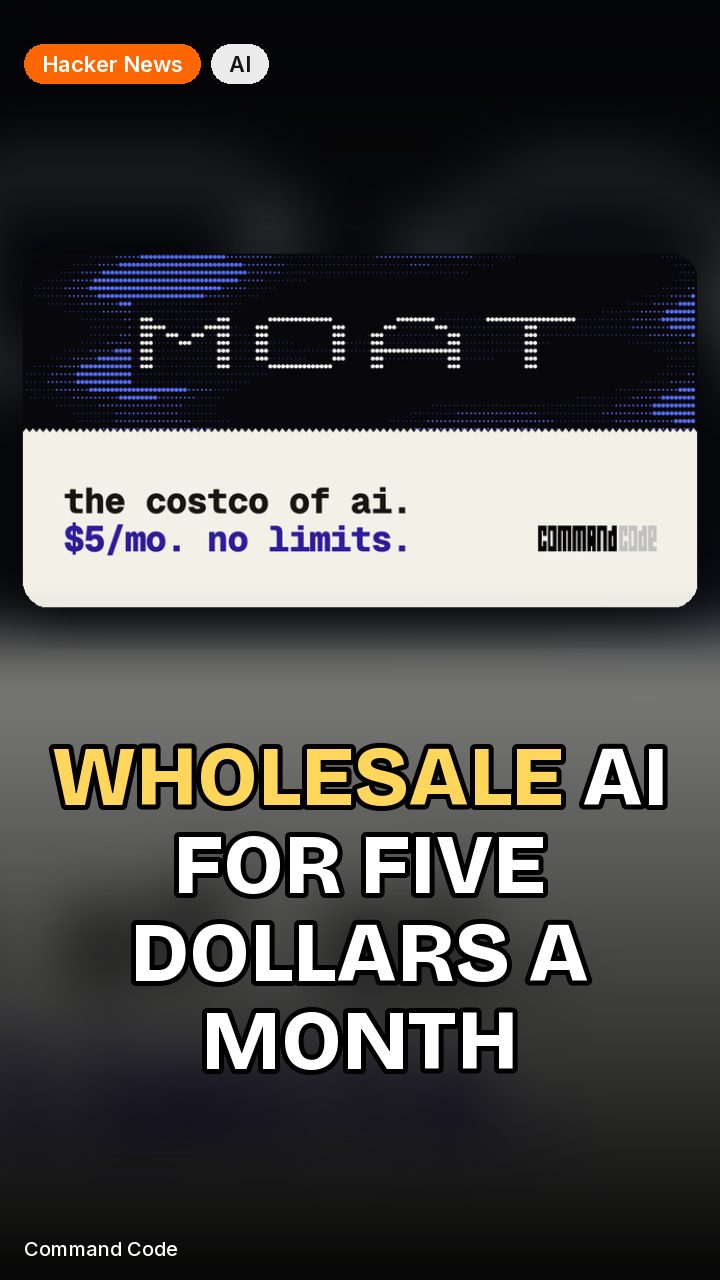 Hacker News AI
MOAT
the costco of ai.
$5/mo. no limits.
commandcode
WHOLESALE AI
FOR FIVE
DOLLARS A
MONTH
Command Code